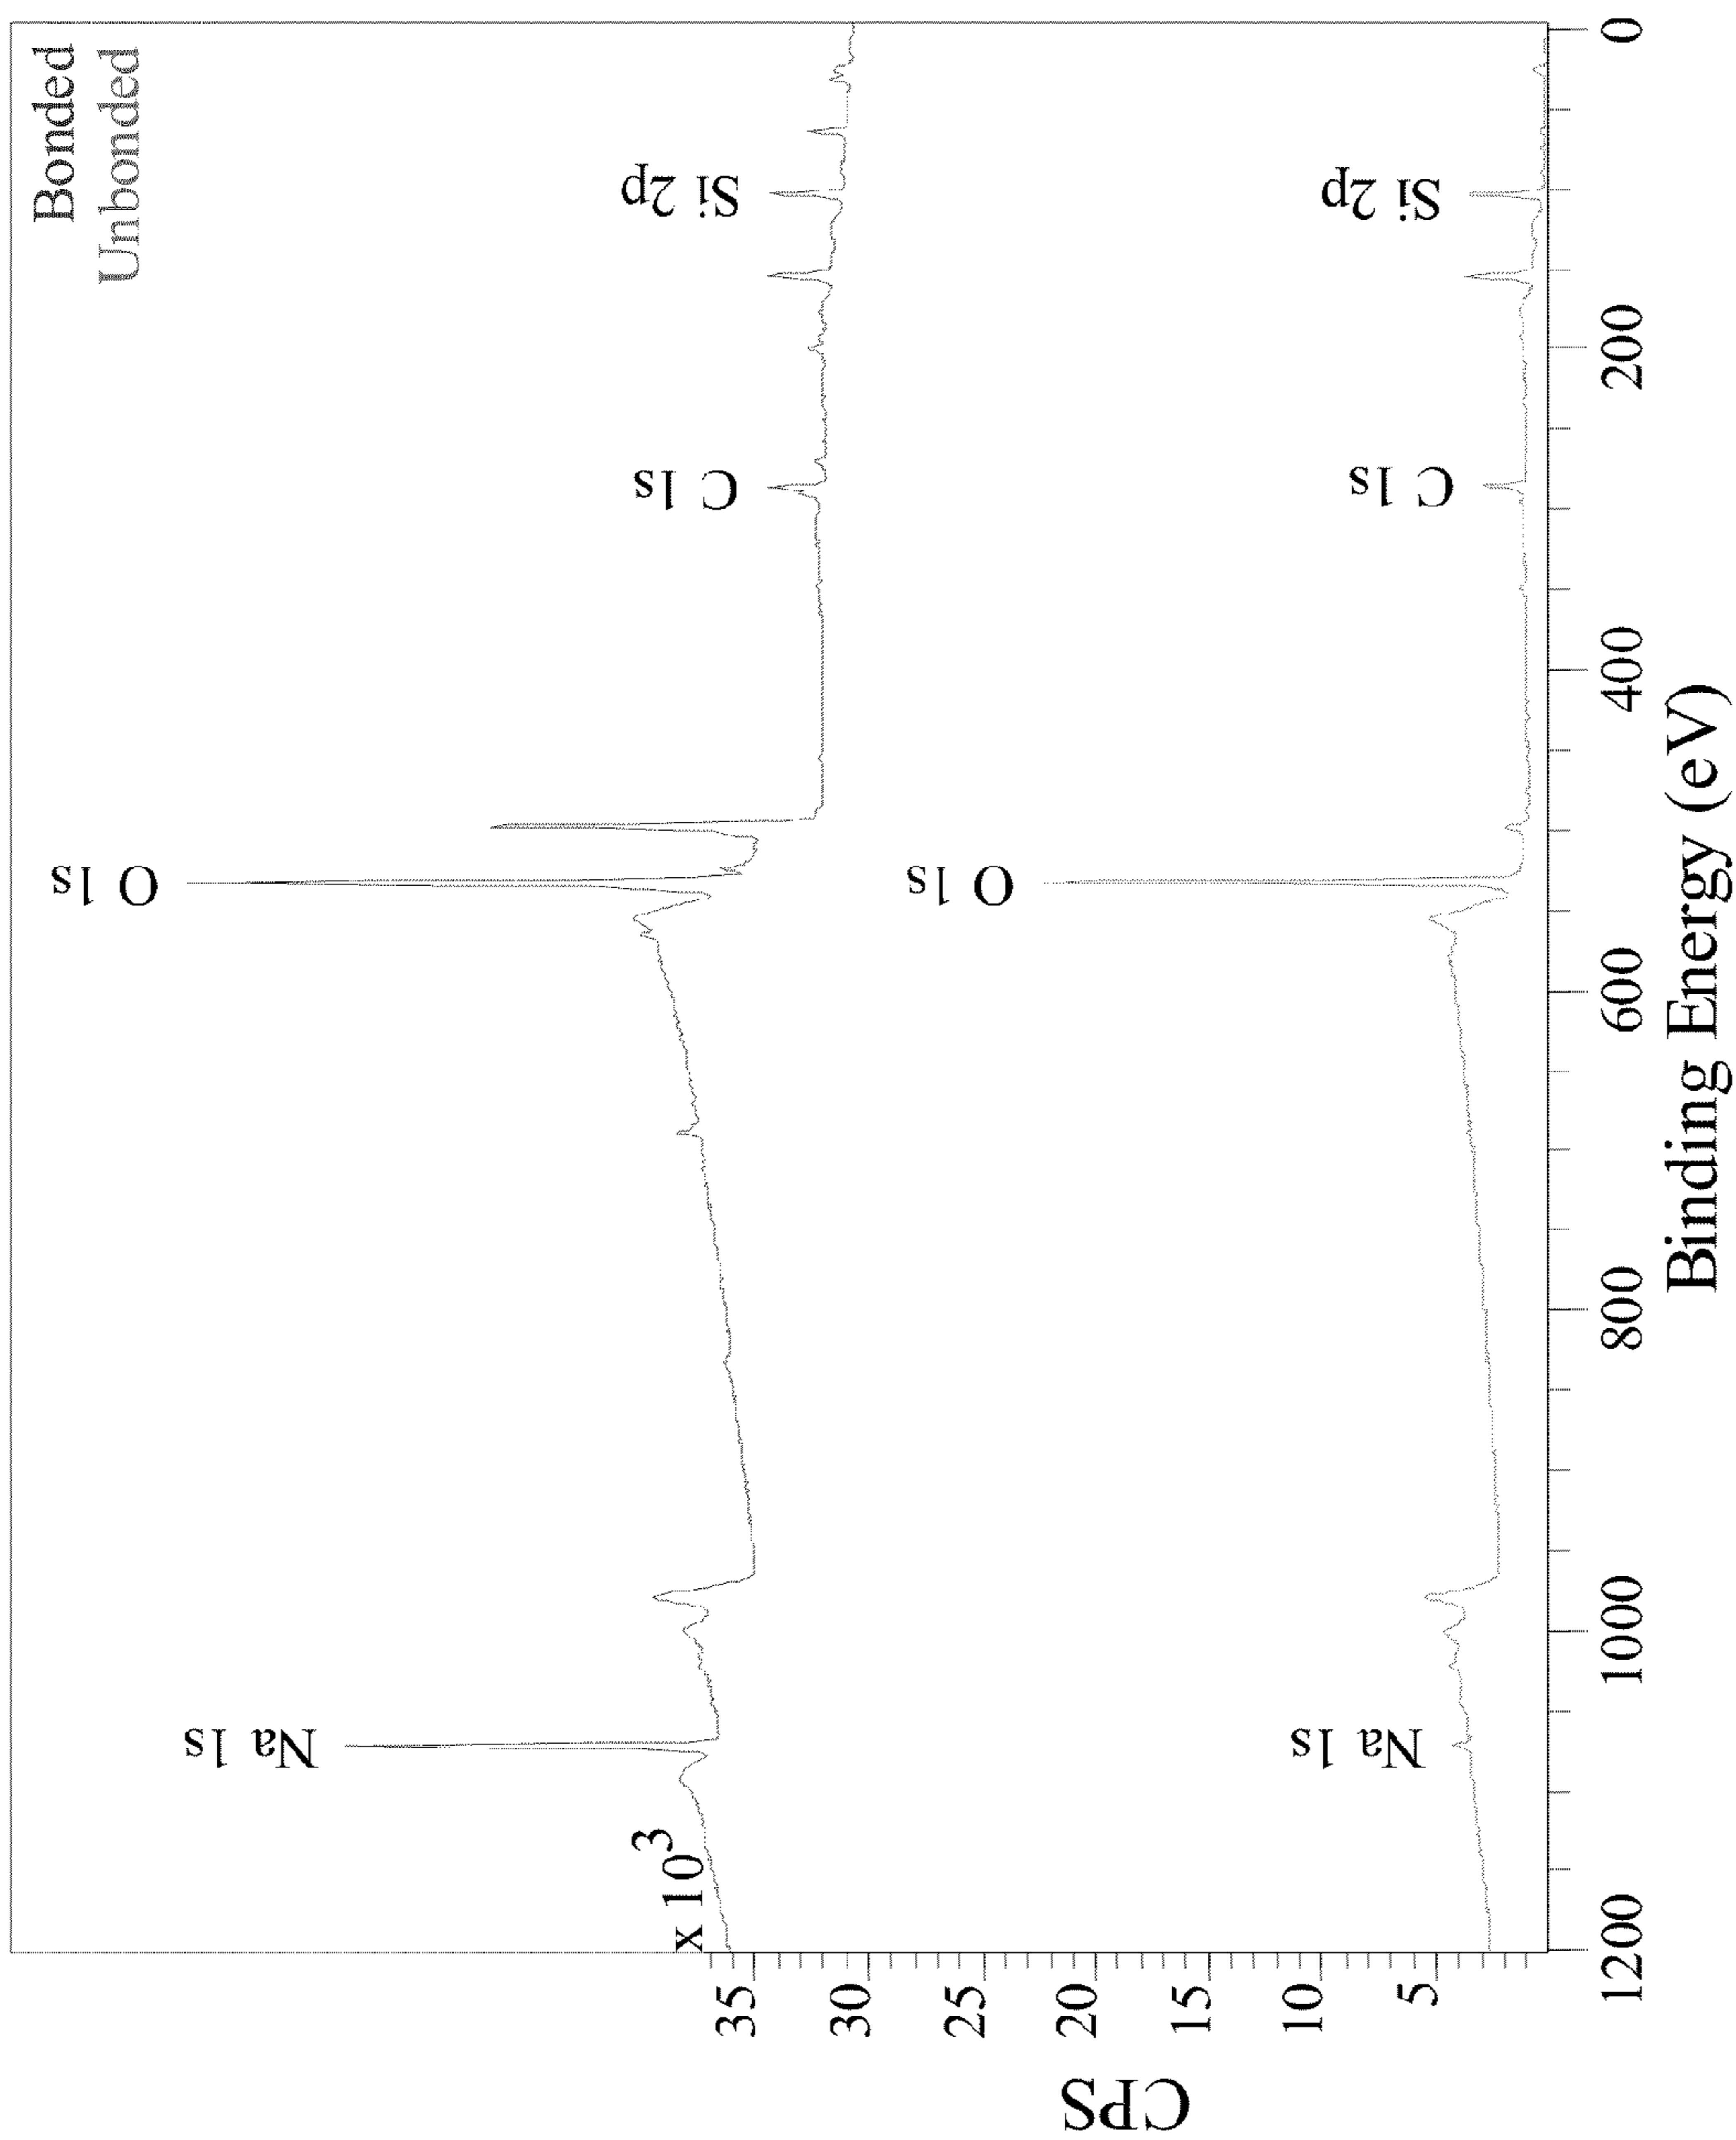 Bonded
Unbonded
O 1s
Na 1s
C 1s
Si 2p
x 10³
O 1s
Na 1s
C 1s
Si 2p
CPS
35
30
25
20
15
10
5
1200
1000
800
600
400
200
0
Binding Energy (eV)